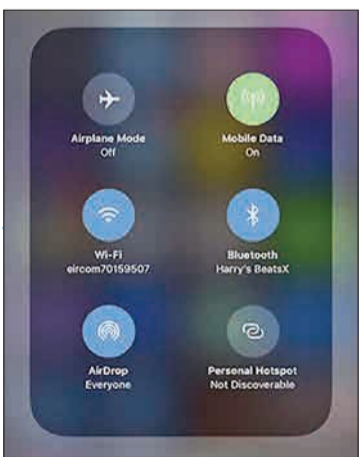 Airplane Mode
Off
Mobile Data
On
Wi-Fi
eircom70159507
Bluetooth
Harry's BeatsX
AirDrop
Everyone
Personal Hotspot
Not Discoverable